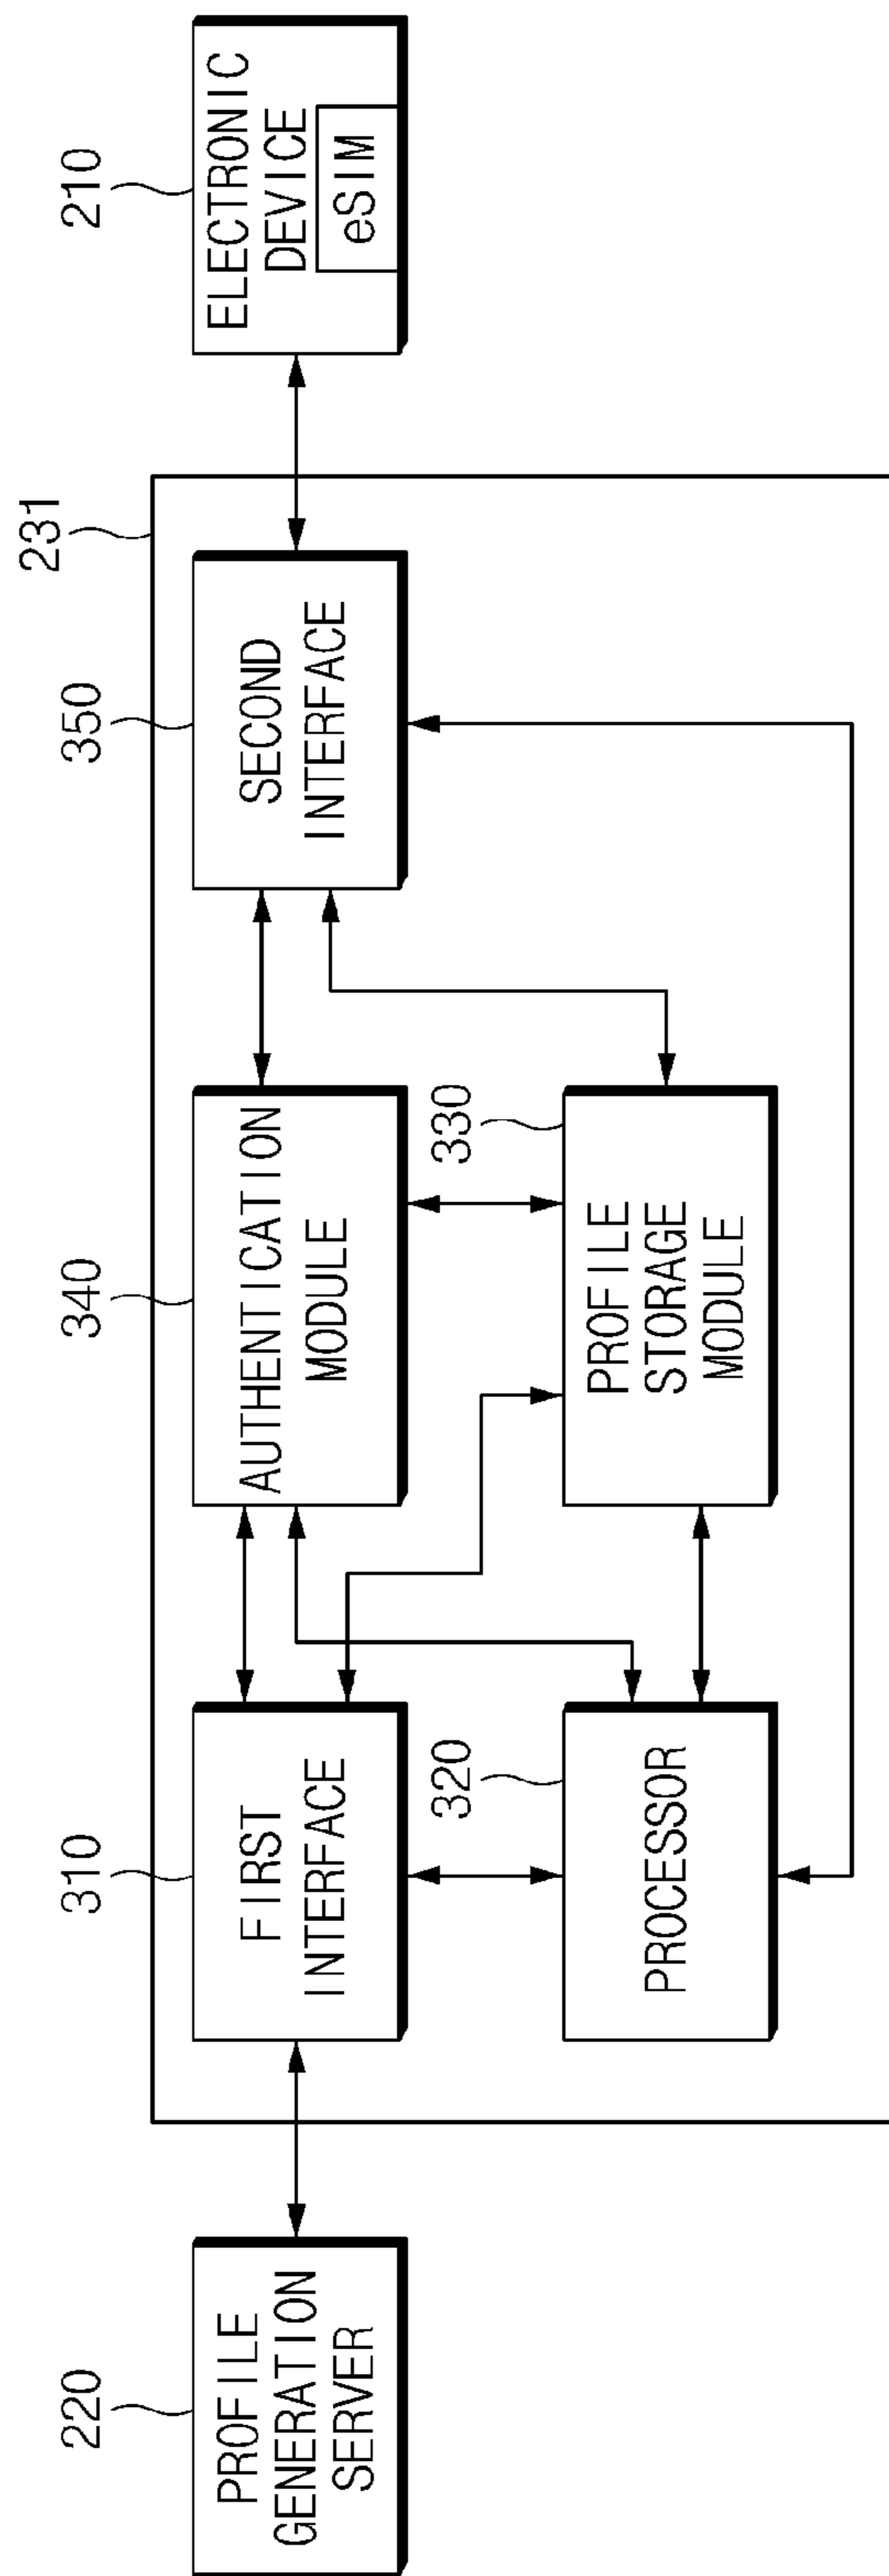 220
PROFILE
GENERATION
SERVER
231
310
FIRST
INTERFACE
340
AUTHENTICATION
MODULE
350
SECOND
INTERFACE
320
PROCESSOR
330
PROFILE
STORAGE
MODULE
210
ELECTRONIC
DEVICE
eSIM